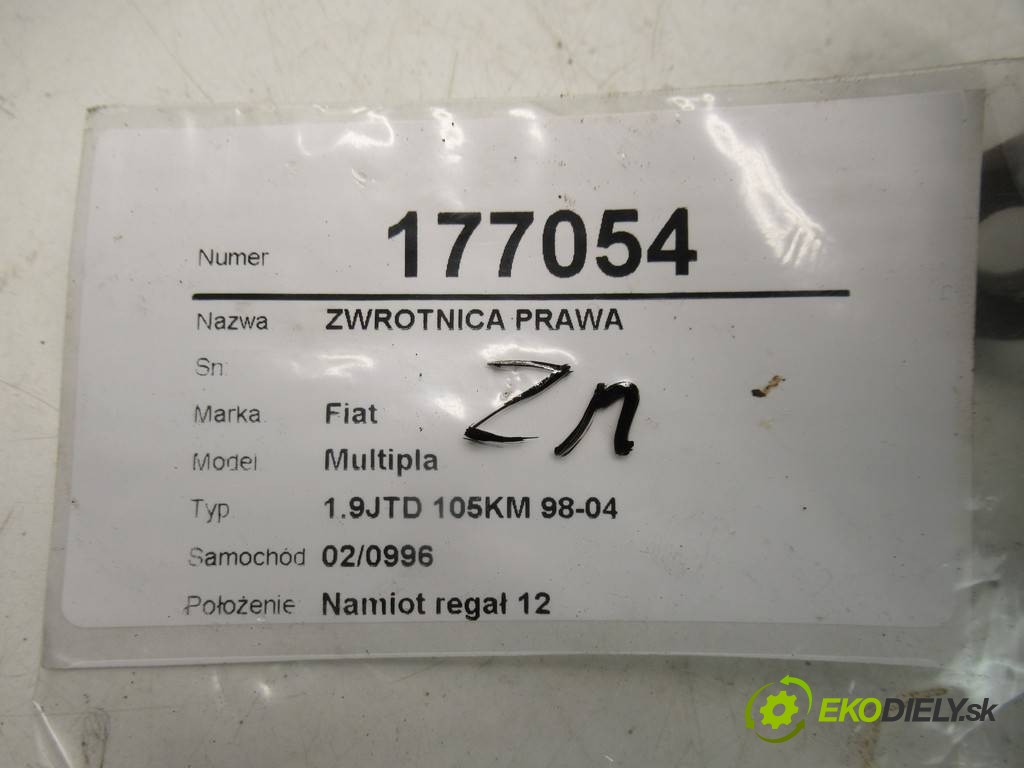 Numer 177054
Nazwa ZWROTNICA PRAWA
Sn
Zn
Marka Fiat
Model Multipla
Typ 1.9JTD 105KM 98-04
Samochód 02/0996
Położenie Namiot regał 12
EKODIELY.sk